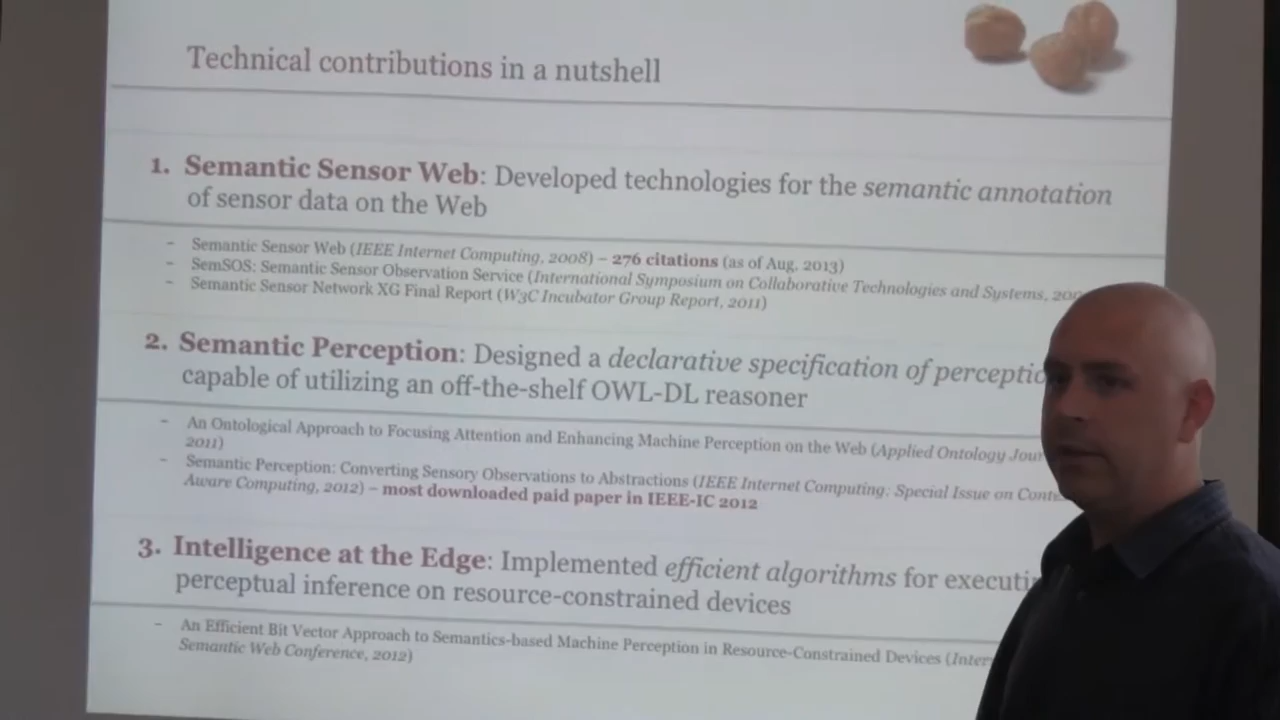 Technical contributions in a nutshell
1. Semantic Sensor Web: Developed technologies for the semantic annotation
of sensor data on the Web
- Semantic Sensor Web (IEEE Internet Computing, 2008) – 276 citations (as of Aug, 2013)
- SemSOS: Semantic Sensor Observation Service (International Symposium on Collaborative Technologies and Systems,
- Semantic Sensor Network XG Final Report (W3C Incubator Group Report, 2011)
2. Semantic Perception: Designed a declarative specification of
capable of utilizing an off-the-shelf OWL-DL reasoner
- An Ontological Approach to Focusing Attention and Enhancing Machine Perception on the Web (Applied Ontology
2011)
- Semantic Perception: Converting Sensory Observations to Abstractions (IEEE Internet Computing: Special Issue on
Aware Computing, 2012) – most downloaded paid paper in IEEE-IC 2012
3. Intelligence at the Edge: Implemented efficient algorithms for
perceptual inference on resource-constrained devices
- An Efficient Bit Vector Approach to Semantics-based Machine Perception in Resource-Constrained Devices
Semantic Web Conference, 2012)